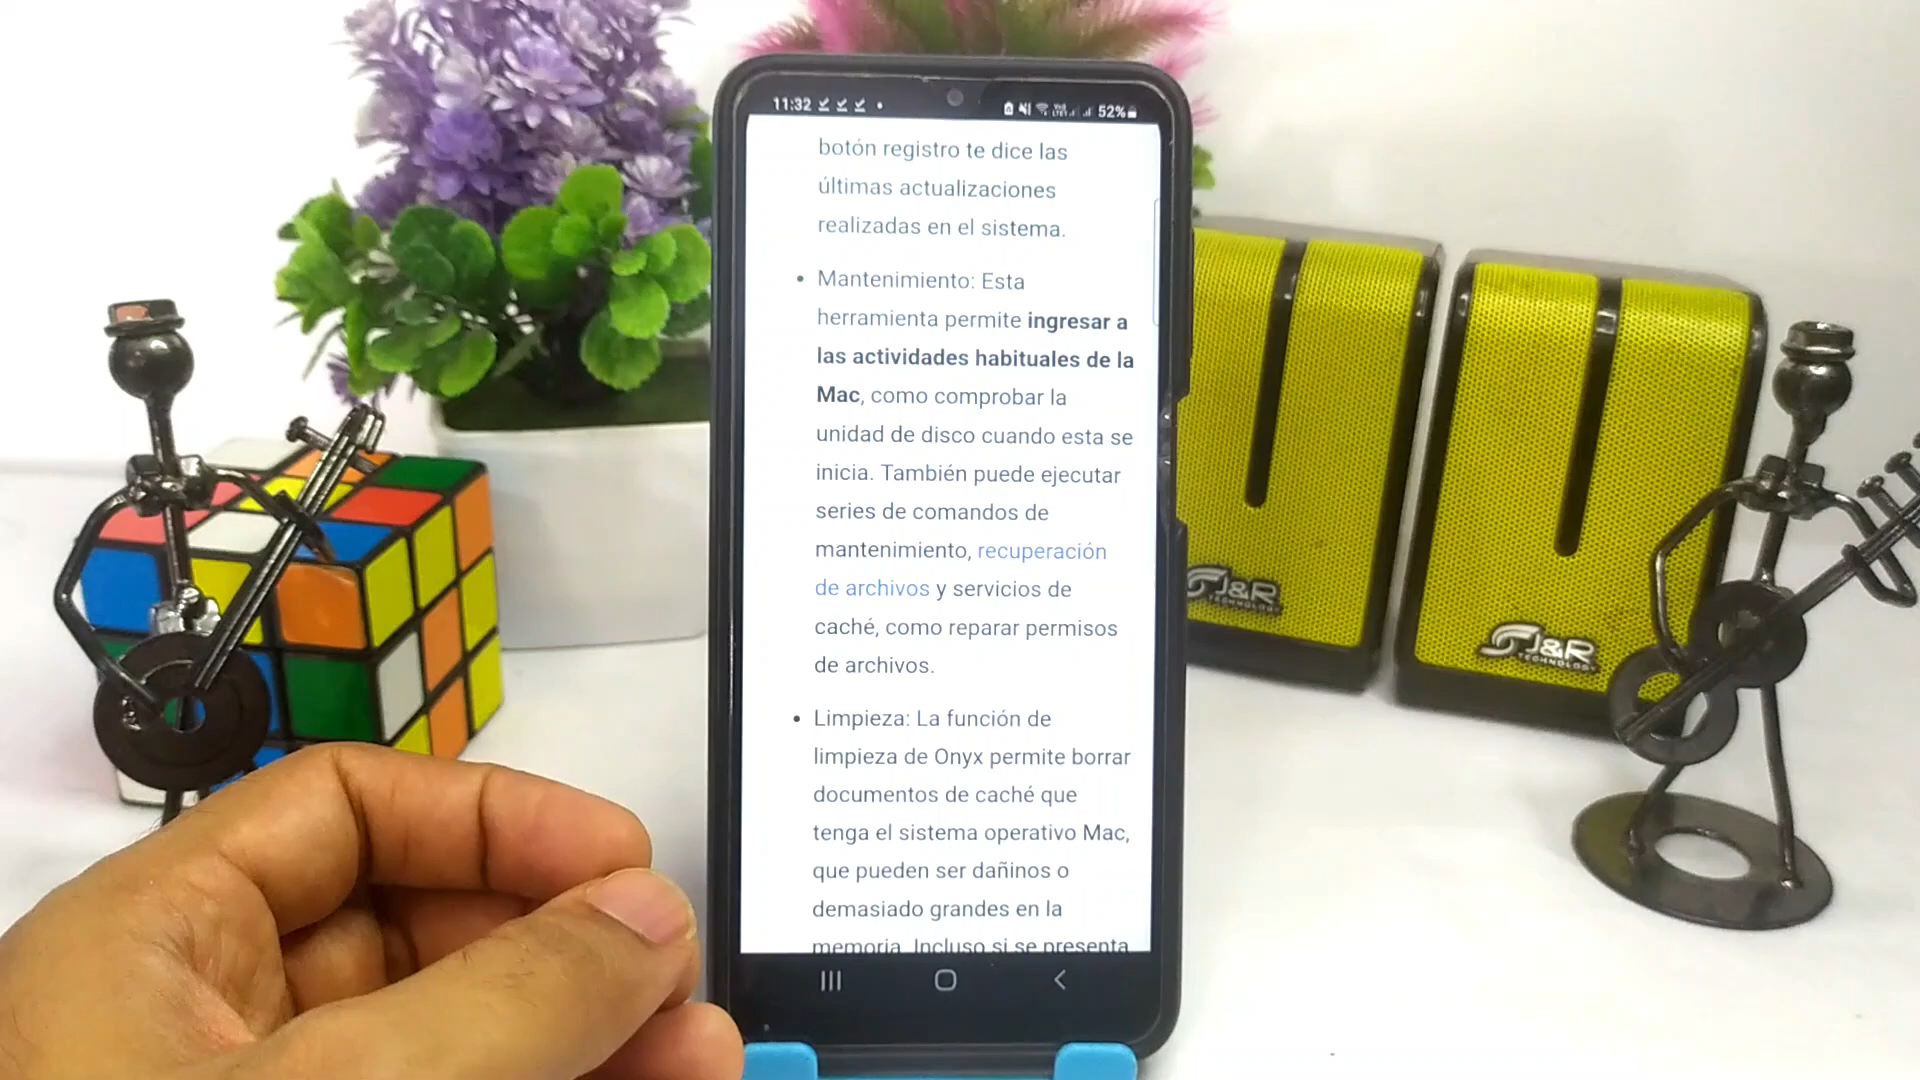 11:32
52%
botón registro te dice las
últimas actualizaciones
realizadas en el sistema.
• Mantenimiento: Esta
herramienta permite ingresar a
las actividades habituales de la
Mac, como comprobar la
unidad de disco cuando esta se
inicia. También puede ejecutar
series de comandos de
mantenimiento, recuperación
de archivos y servicios de
caché, como reparar permisos
de archivos.
• Limpieza: La función de
limpieza de Onyx permite borrar
documentos de caché que
tenga el sistema operativo Mac,
que pueden ser dañinos o
demasiado grandes en la
memoria. Incluso si se presenta
J&R
TECHNOLOGY
J&R
TECHNOLOGY